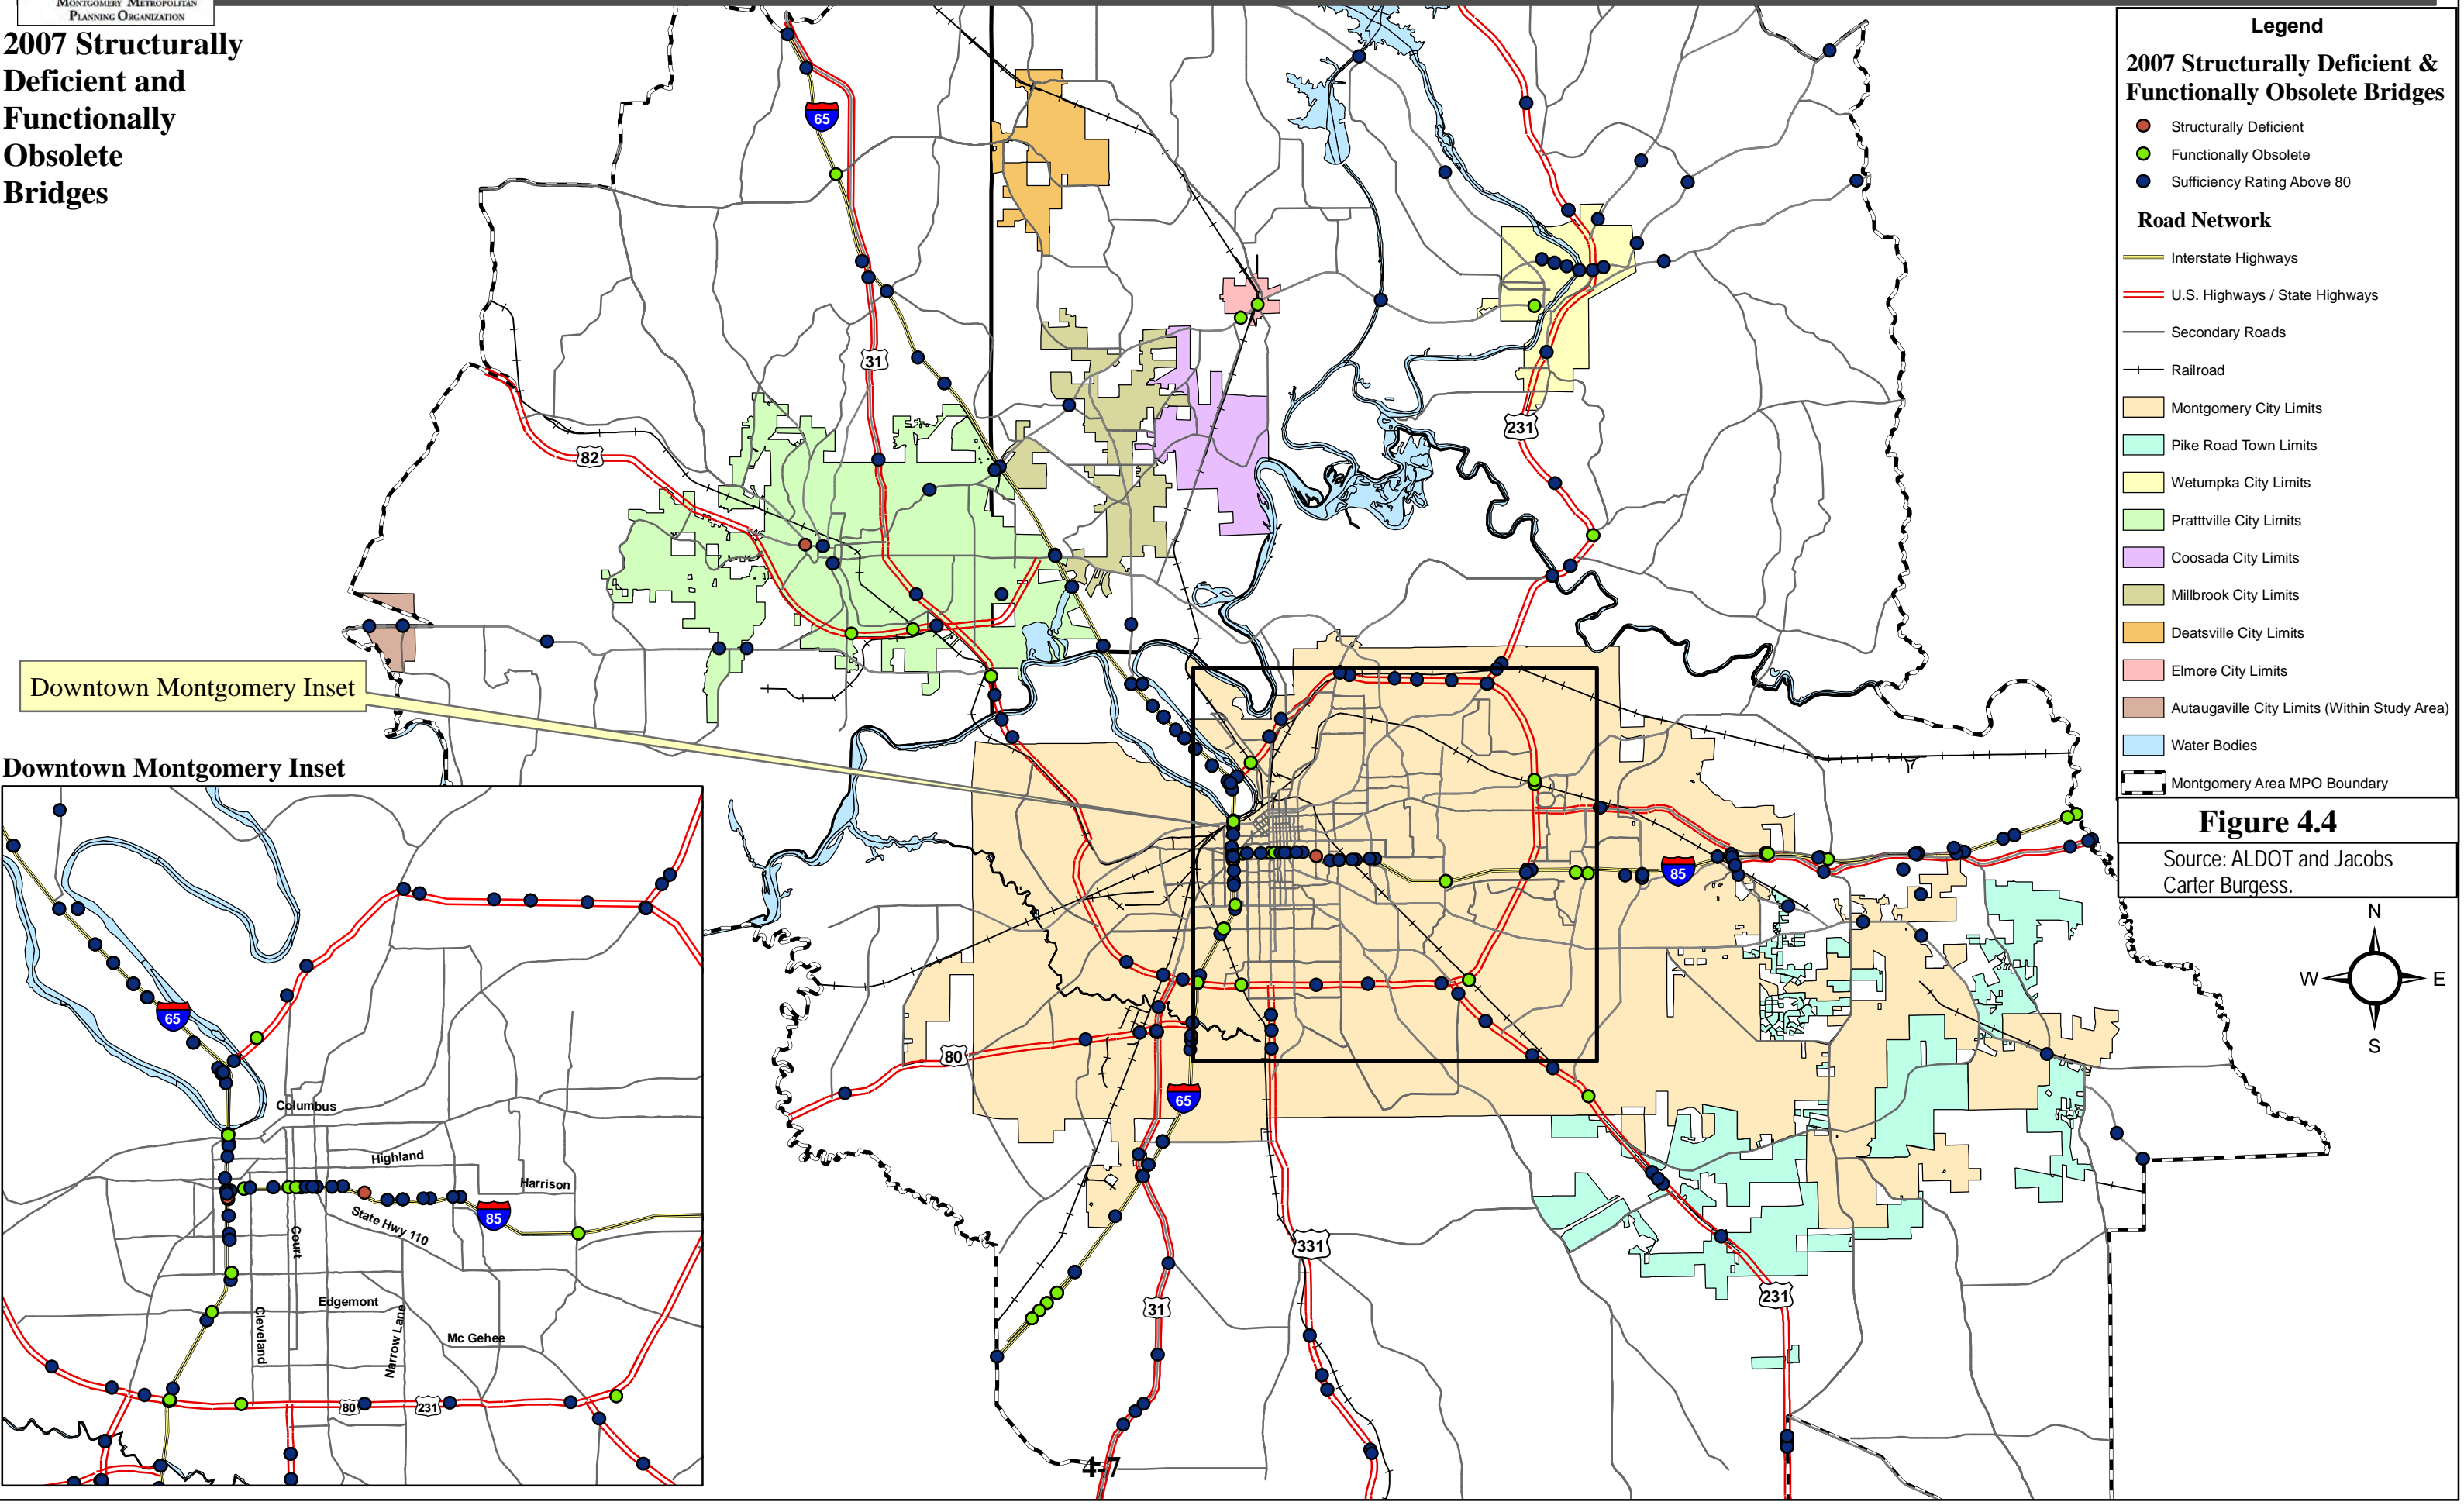 MONTGOMERY METROPOLITAN
PLANNING ORGANIZATION
2007 Structurally
Deficient and
Functionally
Obsolete
Bridges
65
31
82
231
80
65
85
331
31
231
Downtown Montgomery Inset
Downtown Montgomery Inset
65
Columbus
Highland
Harrison
85
State Hwy 110
Court
Edgemont
Cleveland
Narrow Lane
Mc Gehee
80
231
4-7
Legend
2007 Structurally Deficient &
Functionally Obsolete Bridges
Structurally Deficient
Functionally Obsolete
Sufficiency Rating Above 80
Road Network
Interstate Highways
U.S. Highways / State Highways
Secondary Roads
Railroad
Montgomery City Limits
Pike Road Town Limits
Wetumpka City Limits
Pratttville City Limits
Coosada City Limits
Millbrook City Limits
Deatsville City Limits
Elmore City Limits
Autaugaville City Limits (Within Study Area)
Water Bodies
Montgomery Area MPO Boundary
Figure 4.4
Source: ALDOT and Jacobs
Carter Burgess.
N
W
E
S